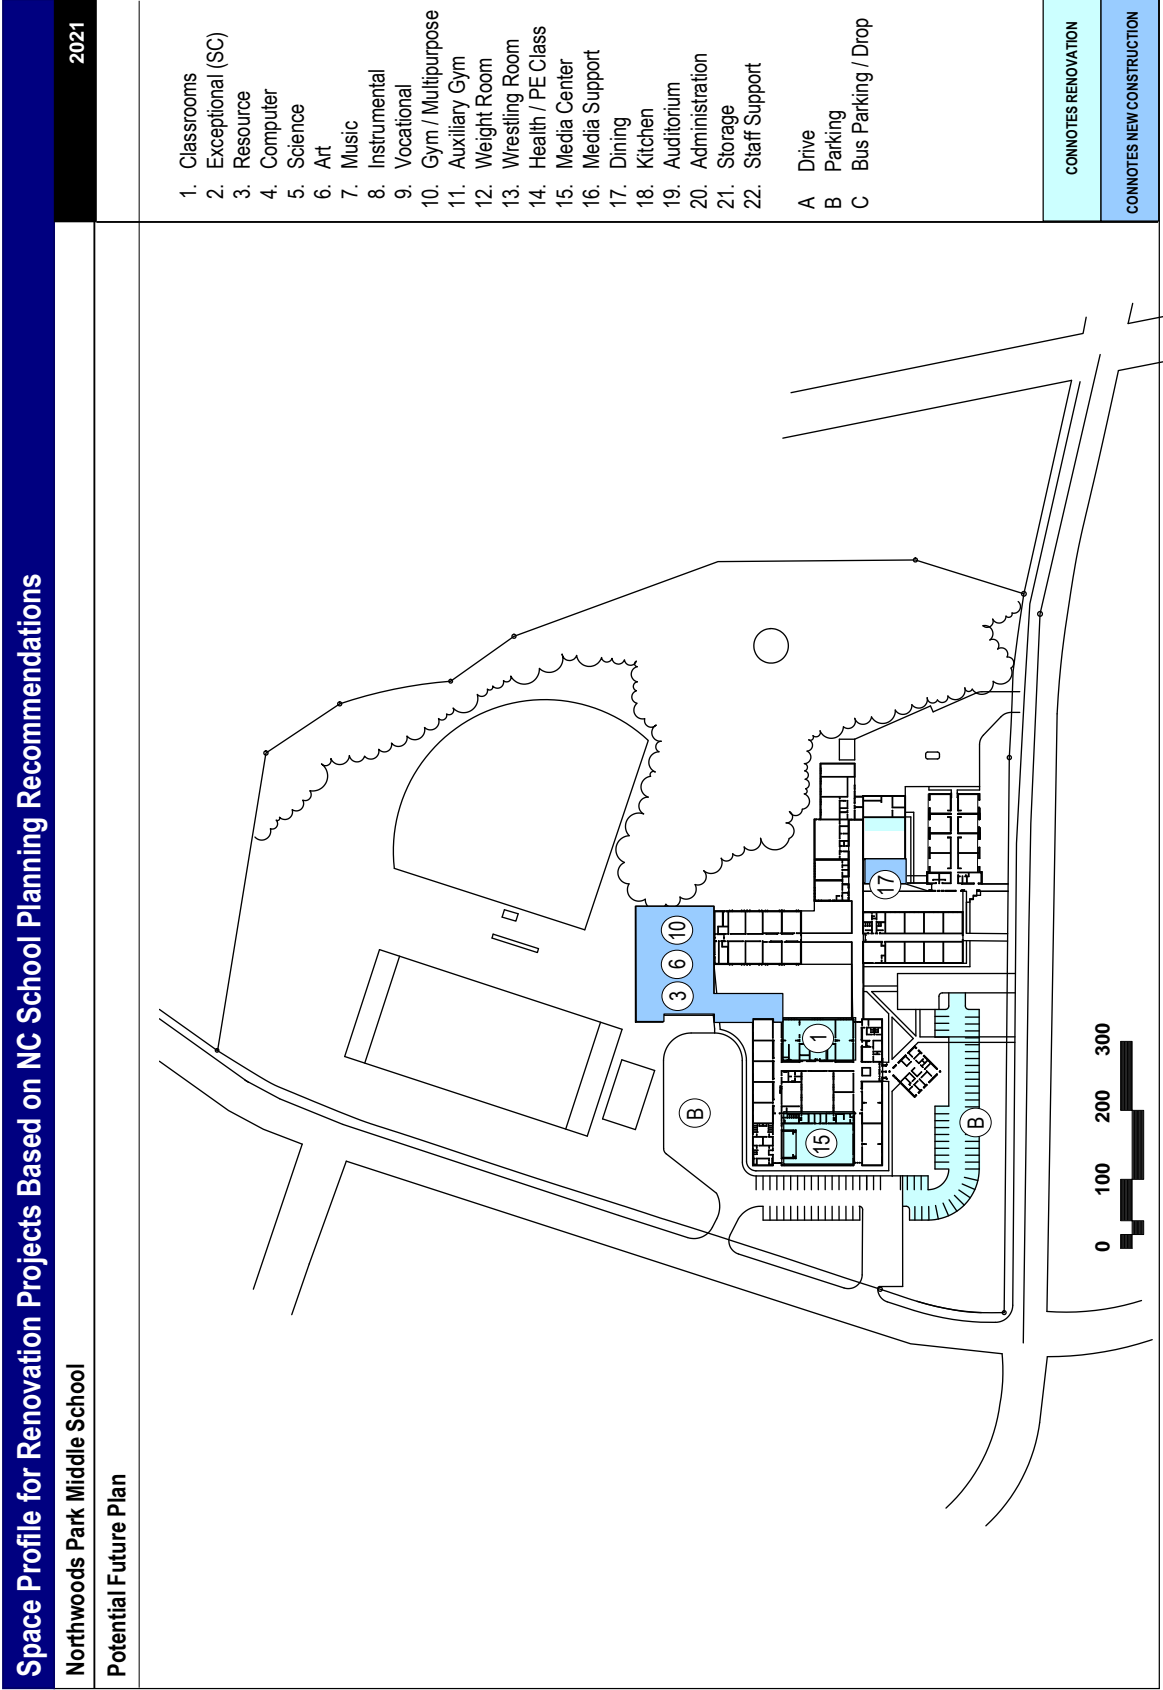 Space Profile for Renovation Projects Based on NC School Planning Recommendations
Northwoods Park Middle School
2021
Potential Future Plan
1. Classrooms
2. Exceptional (SC)
3. Resource
4. Computer
5. Science
6. Art
7. Music
8. Instrumental
9. Vocational
10. Gym / Multipurpose
11. Auxiliary Gym
12. Weight Room
13. Wrestling Room
14. Health / PE Class
15. Media Center
16. Media Support
17. Dining
18. Kitchen
19. Auditorium
20. Administration
21. Storage
22. Staff Support
A Drive
B Parking
C Bus Parking / Drop
3 6 10
B
15
1
17
B
0 100 200 300
CONNOTES RENOVATION
CONNOTES NEW CONSTRUCTION